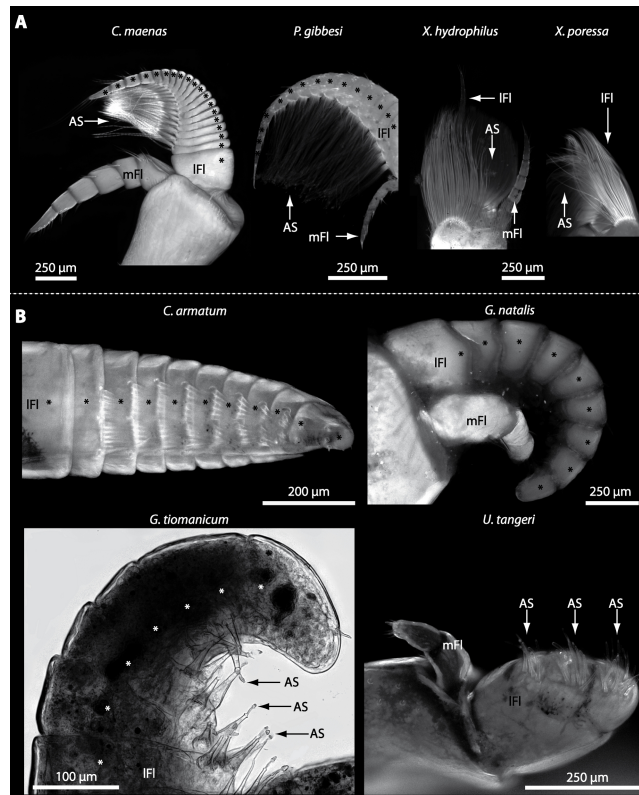 A
C. maenas P. gibbesi X. hydrophilus X. poressa
AS
mFl
lFl
250 µm
lFl
AS
mFl
250 µm
lFl
AS
mFl
250 µm
lFl
AS
B
C. armatum G. natalis
lFl
200 µm
lFl
mFl
250 µm
G. tiomanicum U. tangeri
AS
AS
AS
lFl
100 µm
AS AS AS
mFl
lFl
250 µm